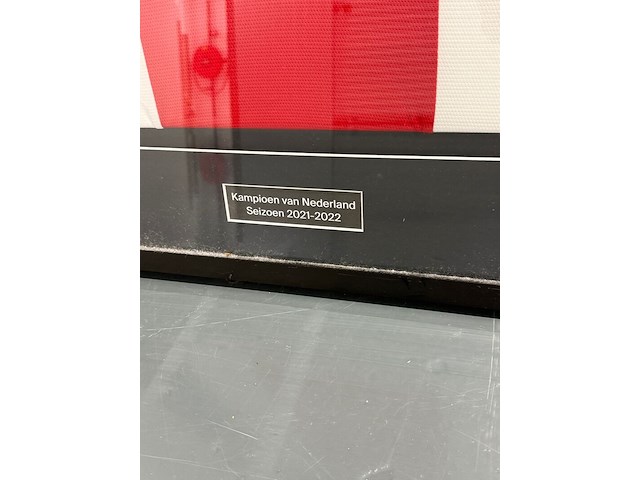 Kampioen van Nederland
Seizoen 2021-2022